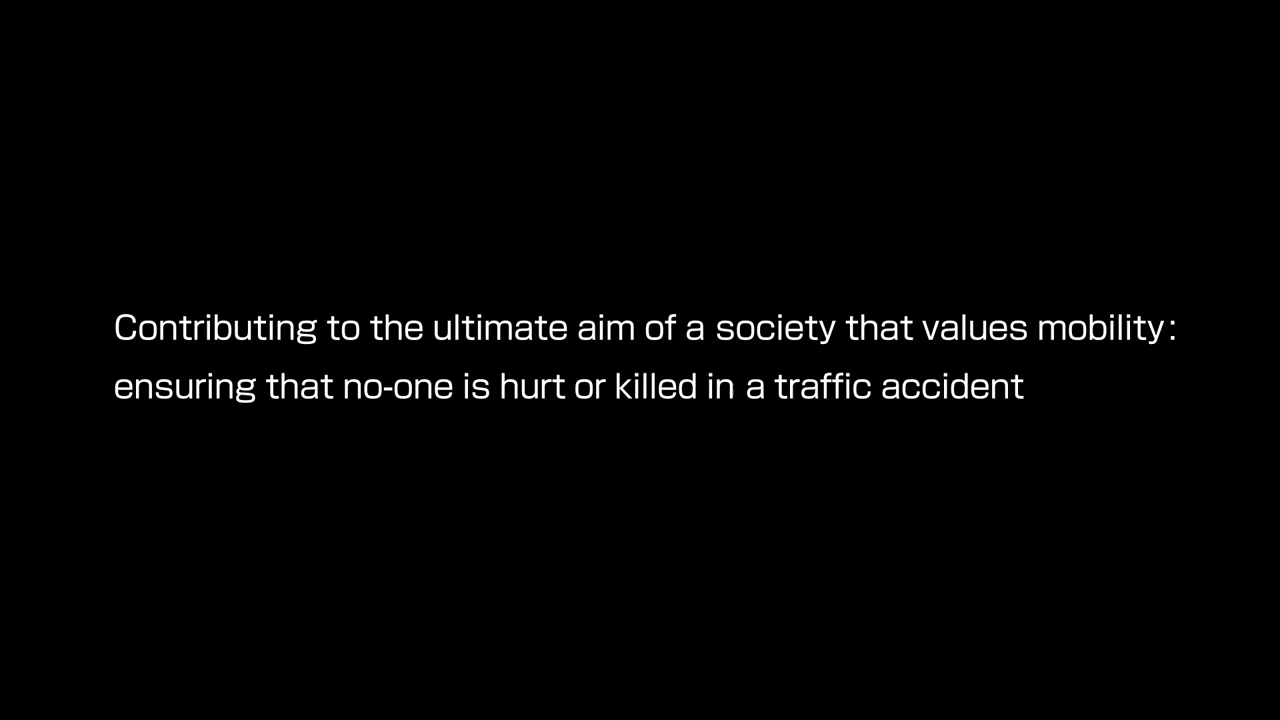 Contributing to the ultimate aim of a society that values mobility:
ensuring that no-one is hurt or killed in a traffic accident